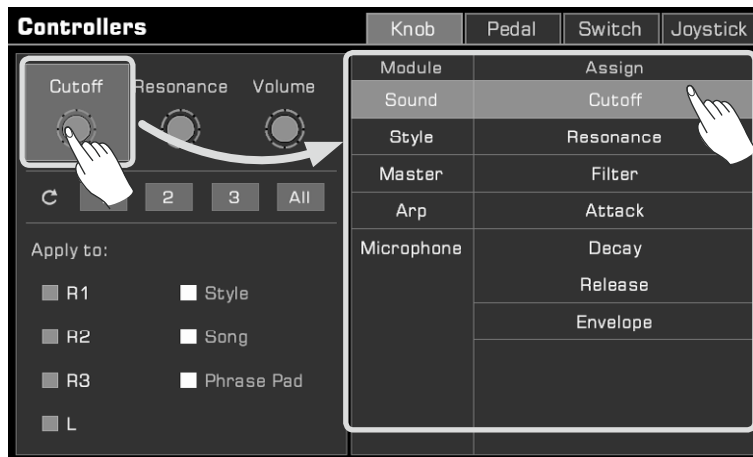 Controllers
Knob Pedal Switch Joystick
Cutoff Resonance Volume
2 3 All
Apply to:
R1 Style
R2 Song
R3 Phrase Pad
L
Module Assign
Sound Cutoff
Style Resonance
Master Filter
Arp Attack
Microphone Decay
Release
Envelope